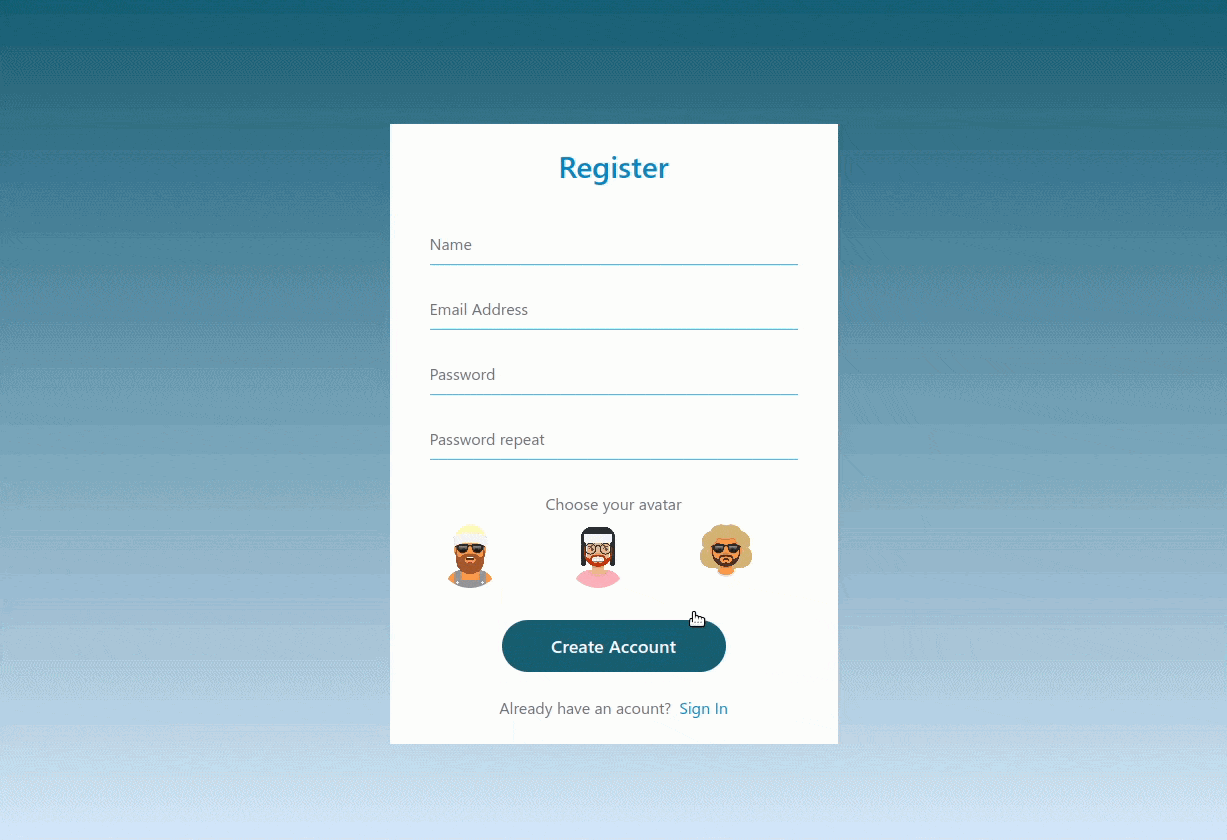 Register
Name
Email Address
Password
Password repeat
Choose your avatar
Create Account
Already have an acount? Sign In